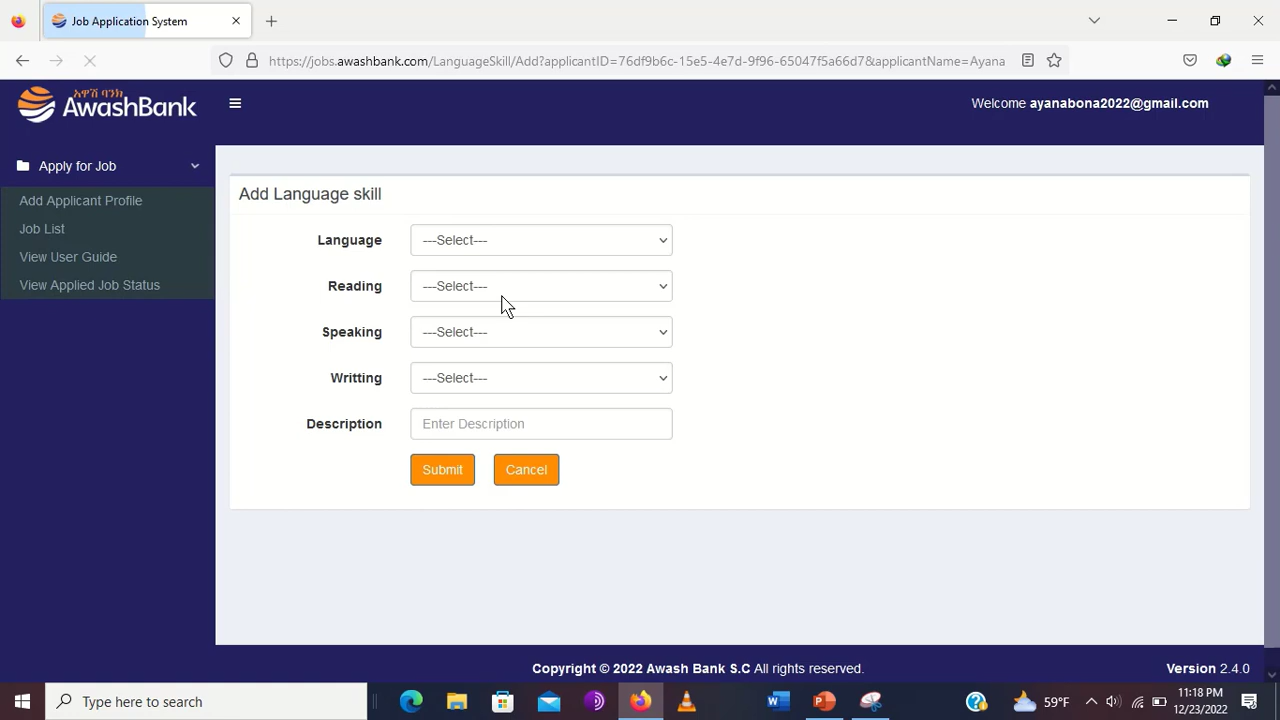 Job Application System
https://jobs.awashbank.com/LanguageSkill/Add?applicantID=76df9b6c-15e5-4e7d-9f96-65047f5a66d7&applicantName=Ayana
አዋሽ ባንክ
AwashBank
Welcome ayanabona2022@gmail.com
Apply for Job
Add Applicant Profile
Job List
View User Guide
View Applied Job Status
Add Language skill
Language ---Select---
Reading ---Select---
Speaking ---Select---
Writting ---Select---
Description Enter Description
Submit Cancel
Copyright © 2022 Awash Bank S.C All rights reserved.
Version 2.4.0
Type here to search
59°F
11:18 PM
12/23/2022